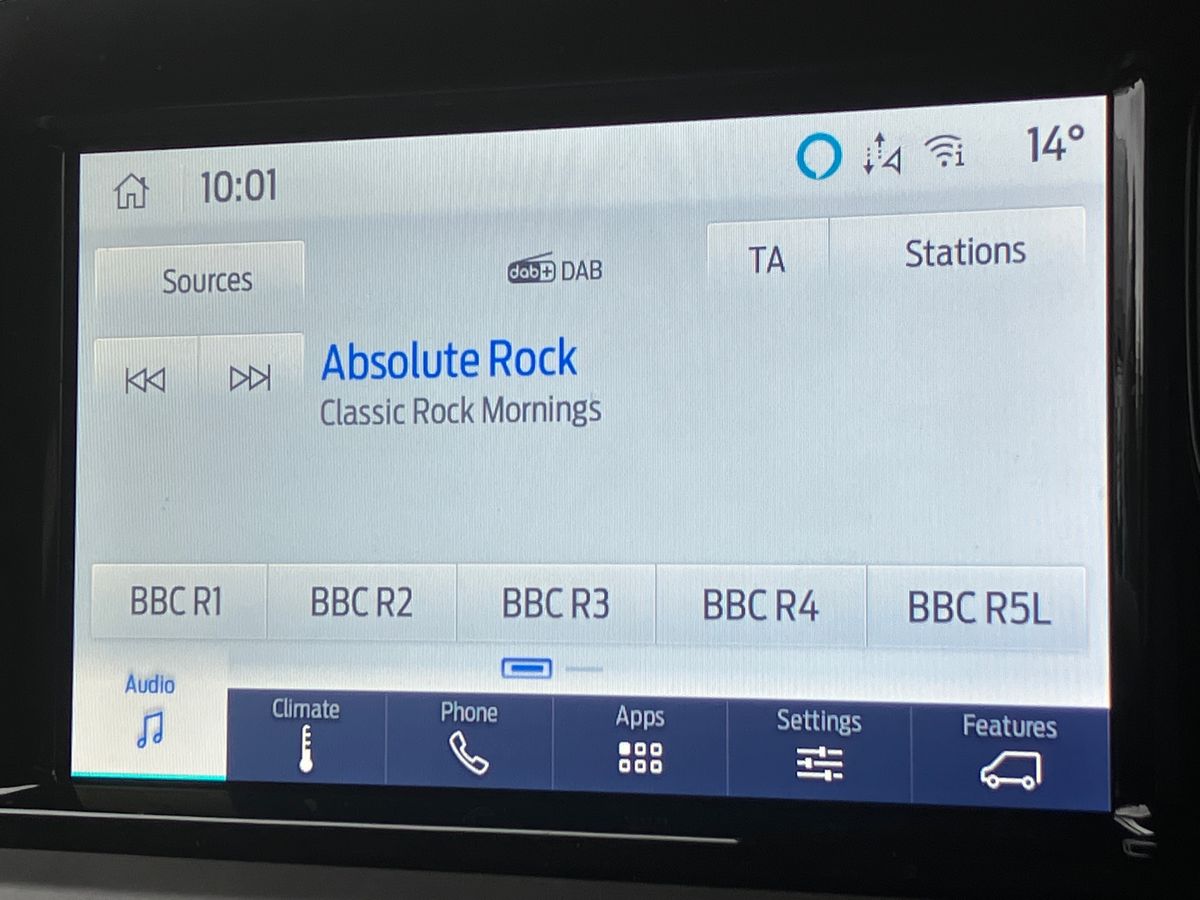 10:01
14°
Sources
dab+ DAB
TA
Stations
Absolute Rock
Classic Rock Mornings
BBC R1
BBC R2
BBC R3
BBC R4
BBC R5L
Audio
Climate
Phone
Apps
Settings
Features